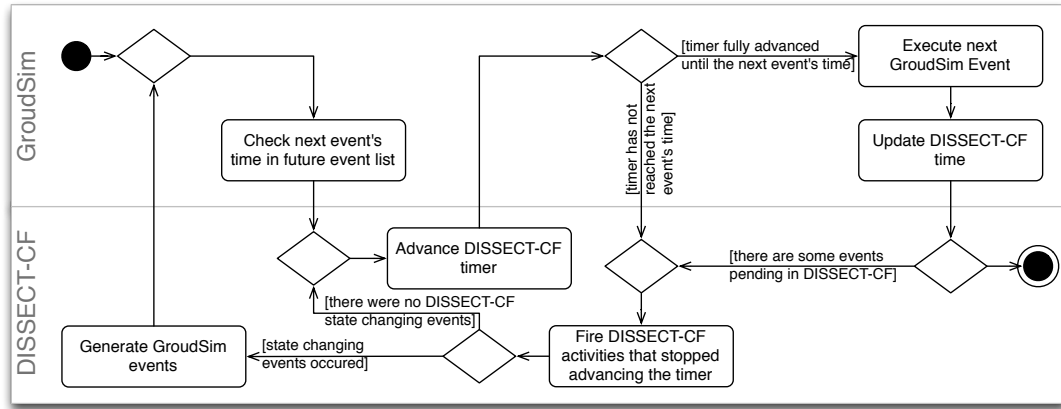 GroudSim
[timer fully advanced
until the next event's time]
Execute next
GroudSim Event
Check next event's
time in future event list
[timer has not
reached the next
event's time]
Update DISSECT-CF
time
DISSECT-CF
Advance DISSECT-CF
timer
[there are some events
pending in DISSECT-CF]
[there were no DISSECT-CF
state changing events]
Generate GroudSim
events
[state changing
events occured]
Fire DISSECT-CF
activities that stopped
advancing the timer